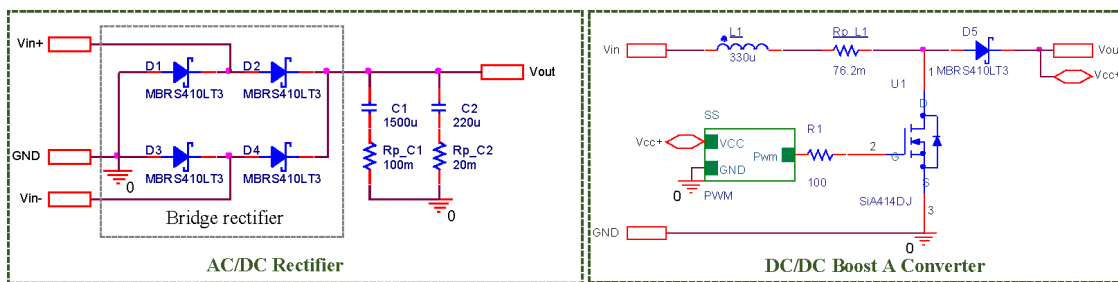 Vin+
D1
D2
MBRS410LT3
MBRS410LT3
Vout
C1
1500u
C2
220u
GND
D3
D4
MBRS410LT3
MBRS410LT3
Rp_C1
100m
Rp_C2
20m
0
0
Vin-
Bridge rectifier
AC/DC Rectifier
Vin
L1
330u
Rp_L1
76.2m
D5
MBRS410LT3
Vou
Vcc+
1
U1
D
SS
Vcc+
VCC
GND
Pwm
PWM
R1
100
2
G
S
SiA414DJ
3
0
GND
0
DC/DC Boost A Converter